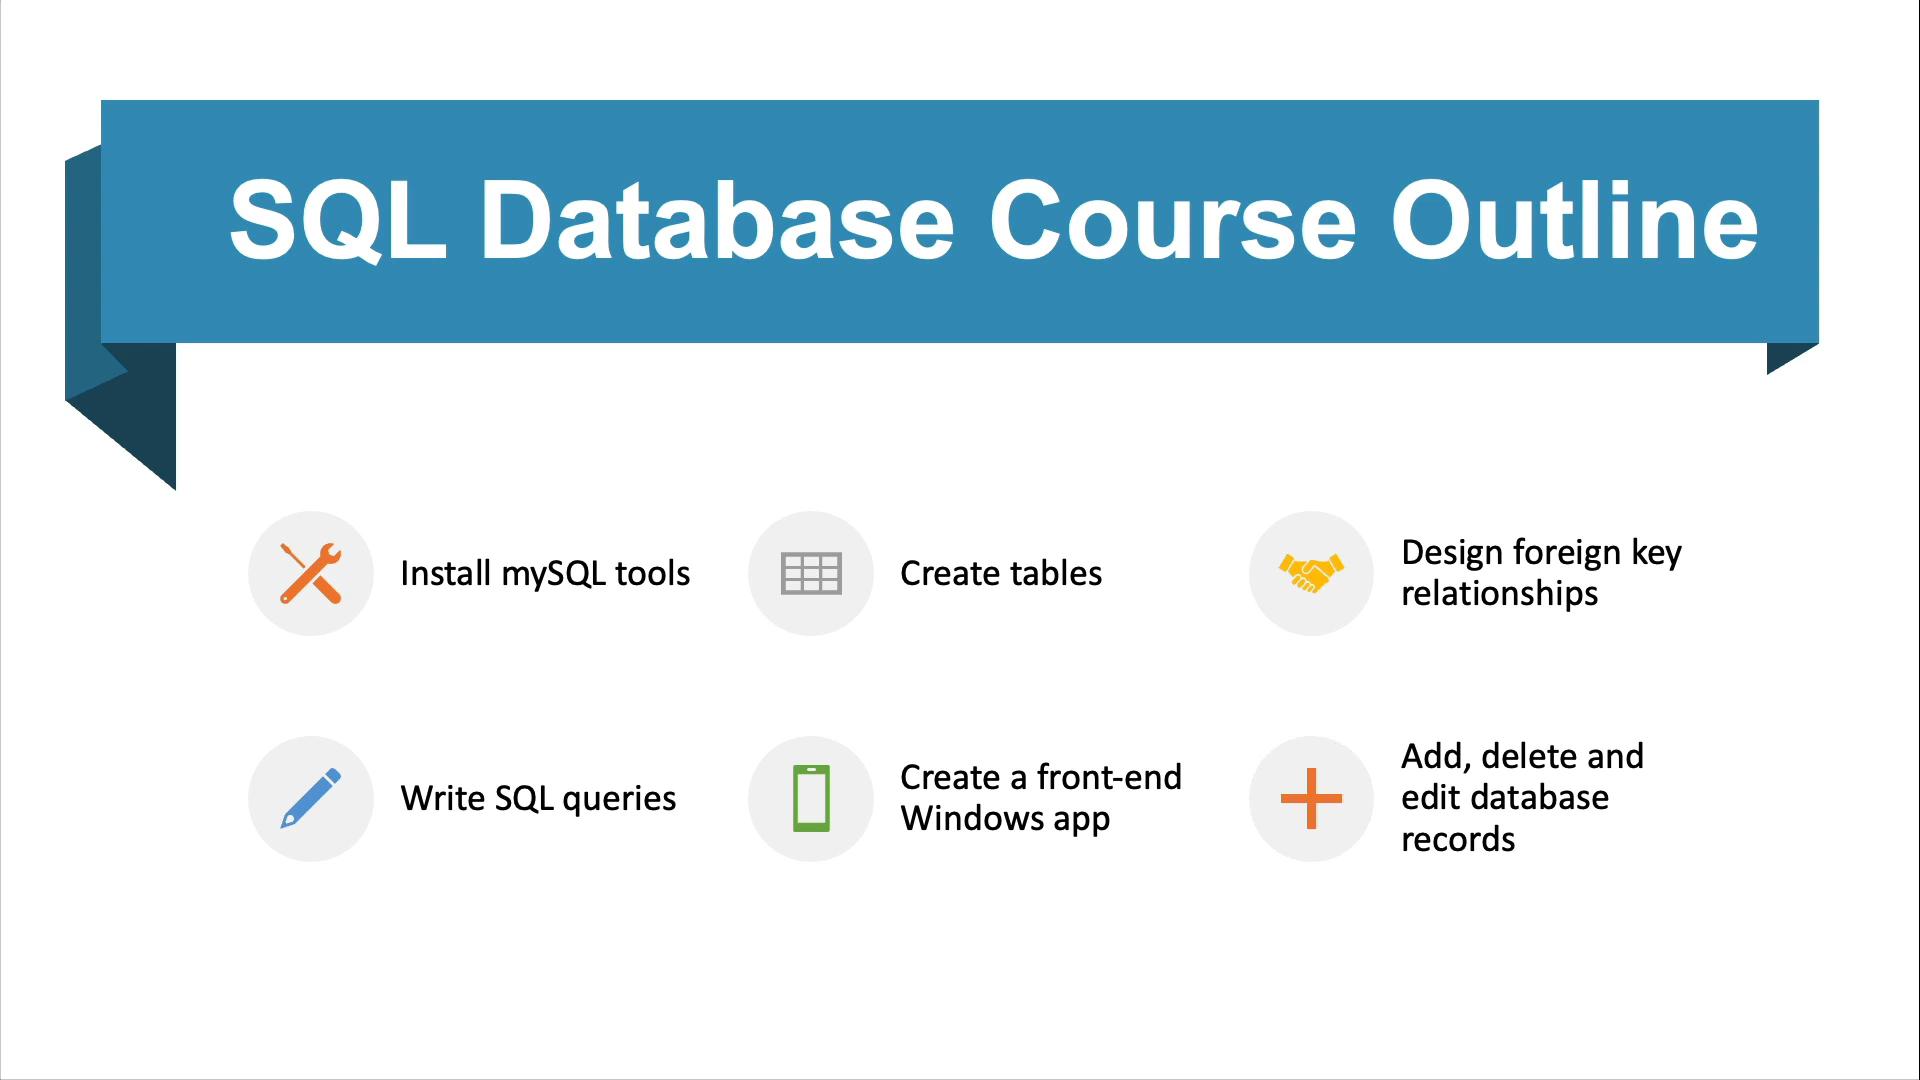 SQL Database Course Outline
Install mySQL tools
Create tables
Design foreign key
relationships
Write SQL queries
Create a front-end
Windows app
Add, delete and
edit database
records